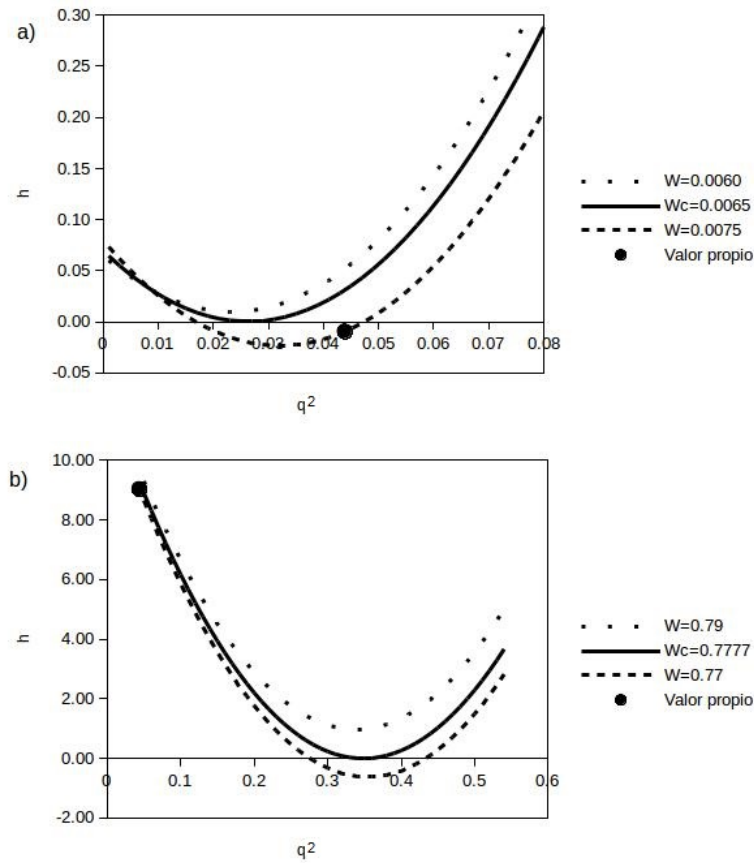 a)
h
0.30
0.25
0.20
0.15
0.10
0.05
0.00
-0.05
0 0.01 0.02 0.03 0.04 0.05 0.06 0.07 0.08
q2
W=0.0060
Wc=0.0065
W=0.0075
Valor propio
b)
h
10.00
8.00
6.00
4.00
2.00
0.00
-2.00
0 0.1 0.2 0.3 0.4 0.5 0.6
q2
W=0.79
Wc=0.7777
W=0.77
Valor propio